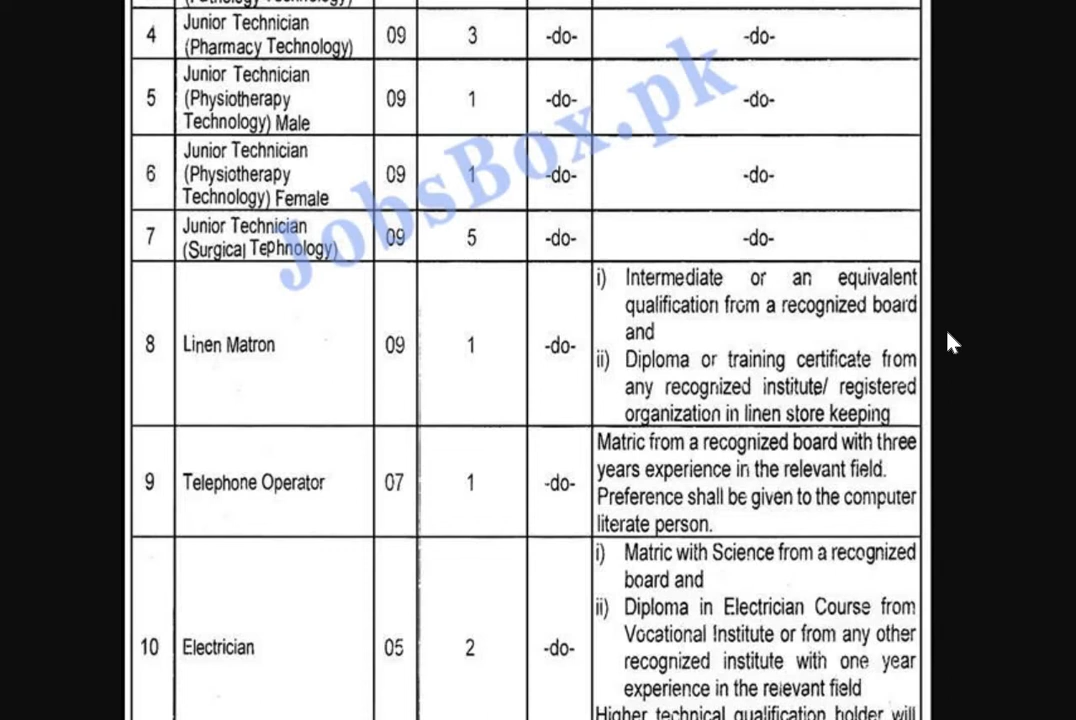 (Pathology Technology)
4 Junior Technician (Pharmacy Technology) 09 3 -do- -do-
5 Junior Technician (Physiotherapy Technology) Male 09 1 -do- -do-
6 Junior Technician (Physiotherapy Technology) Female 09 1 -do- -do-
7 Junior Technician (Surgical Tephnology) 09 5 -do- -do-
JobsBox.pk
8 Linen Matron 09 1 -do-
i) Intermediate or an equivalent
qualification from a recognized board
and
ii) Diploma or training certificate from
any recognized institute/ registered
organization in linen store keeping
9 Telephone Operator 07 1 -do-
Matric from a recognized board with three
years experience in the relevant field.
Preference shall be given to the computer
literate person.
10 Electrician 05 2 -do-
i) Matric with Science from a recognized
board and
ii) Diploma in Electrician Course from
Vocational Institute or from any other
recognized institute with one year
experience in the relevant field
Higher technical qualification holder will